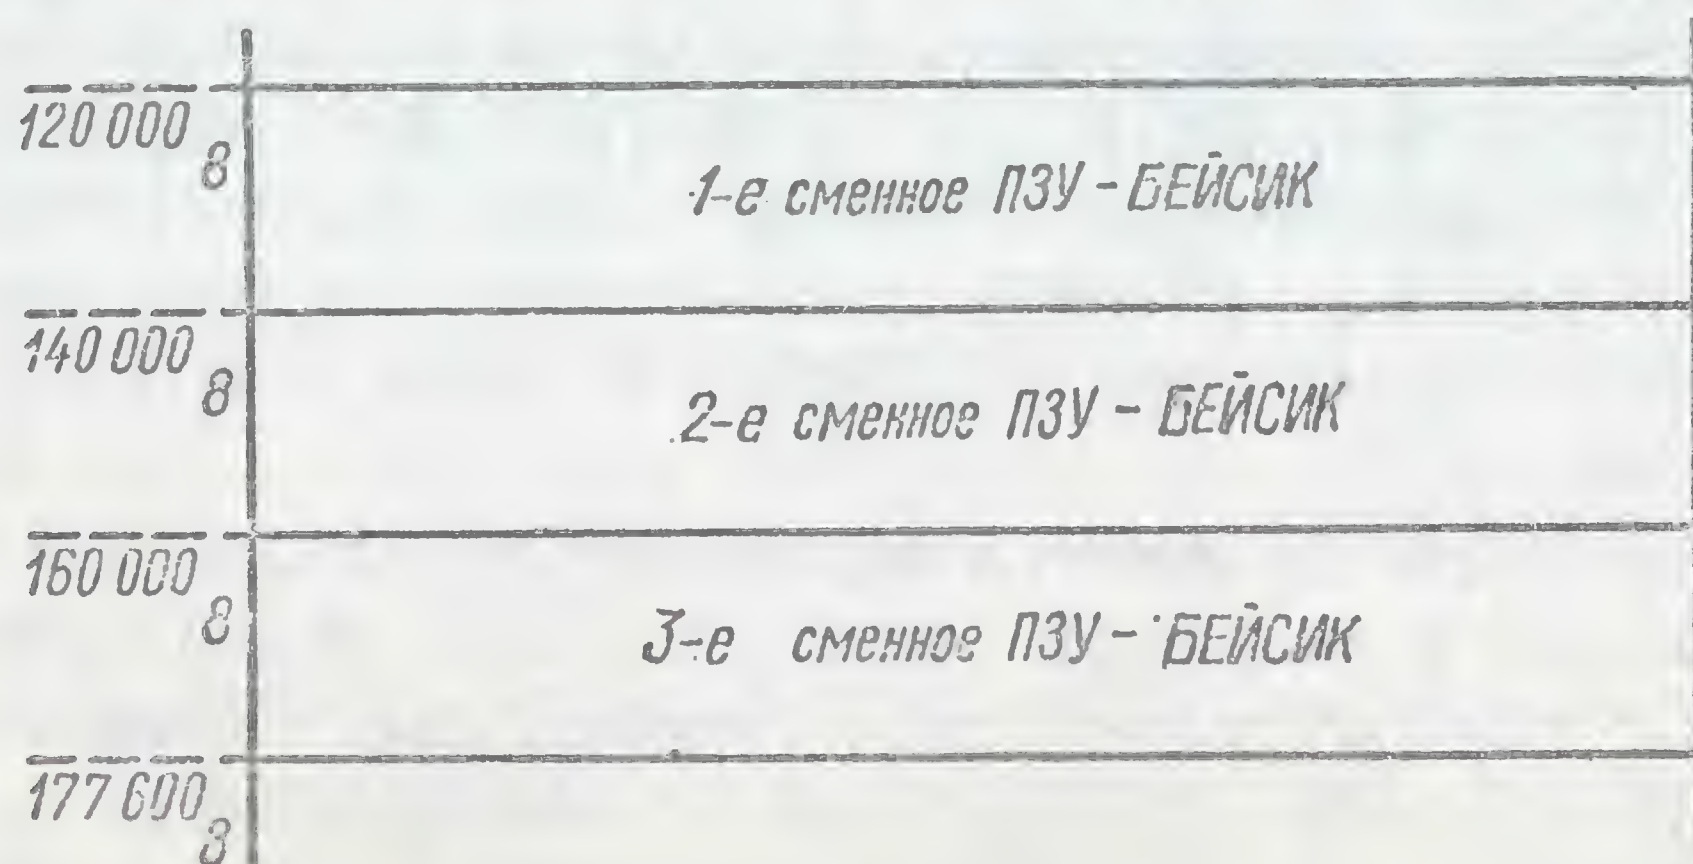 120 000 8
1-е сменное ПЗУ - БЕЙСИК
140 000 8
2-е сменное ПЗУ - БЕЙСИК
160 000 8
3-е сменное ПЗУ - БЕЙСИК
177 600 8